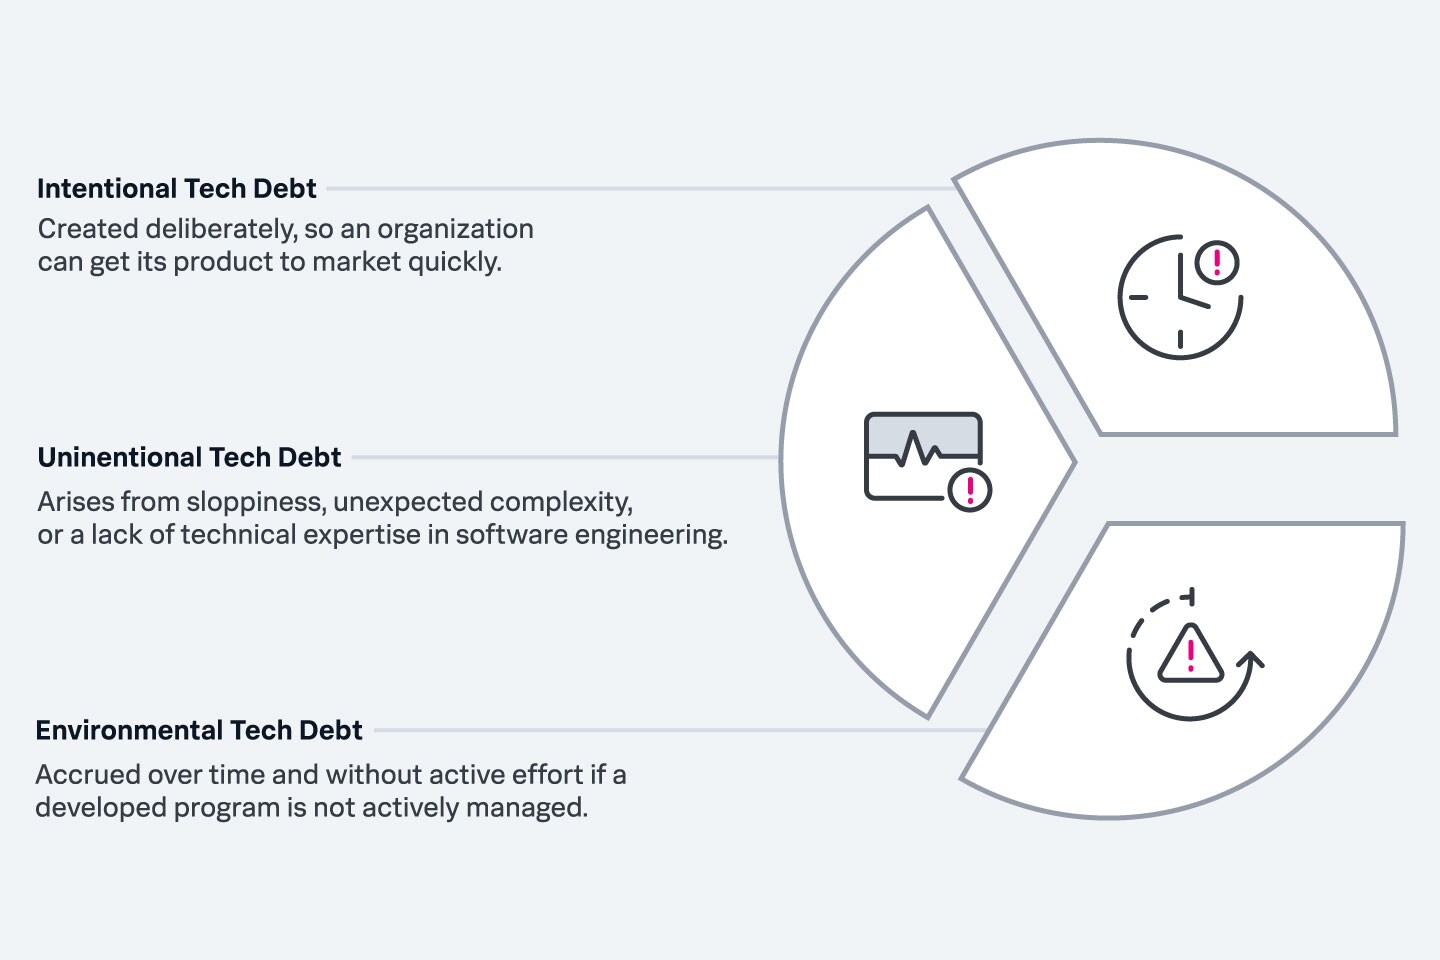 Intentional Tech Debt
Created deliberately, so an organization
can get its product to market quickly.
Uninentional Tech Debt
Arises from sloppiness, unexpected complexity,
or a lack of technical expertise in software engineering.
Environmental Tech Debt
Accrued over time and without active effort if a
developed program is not actively managed.